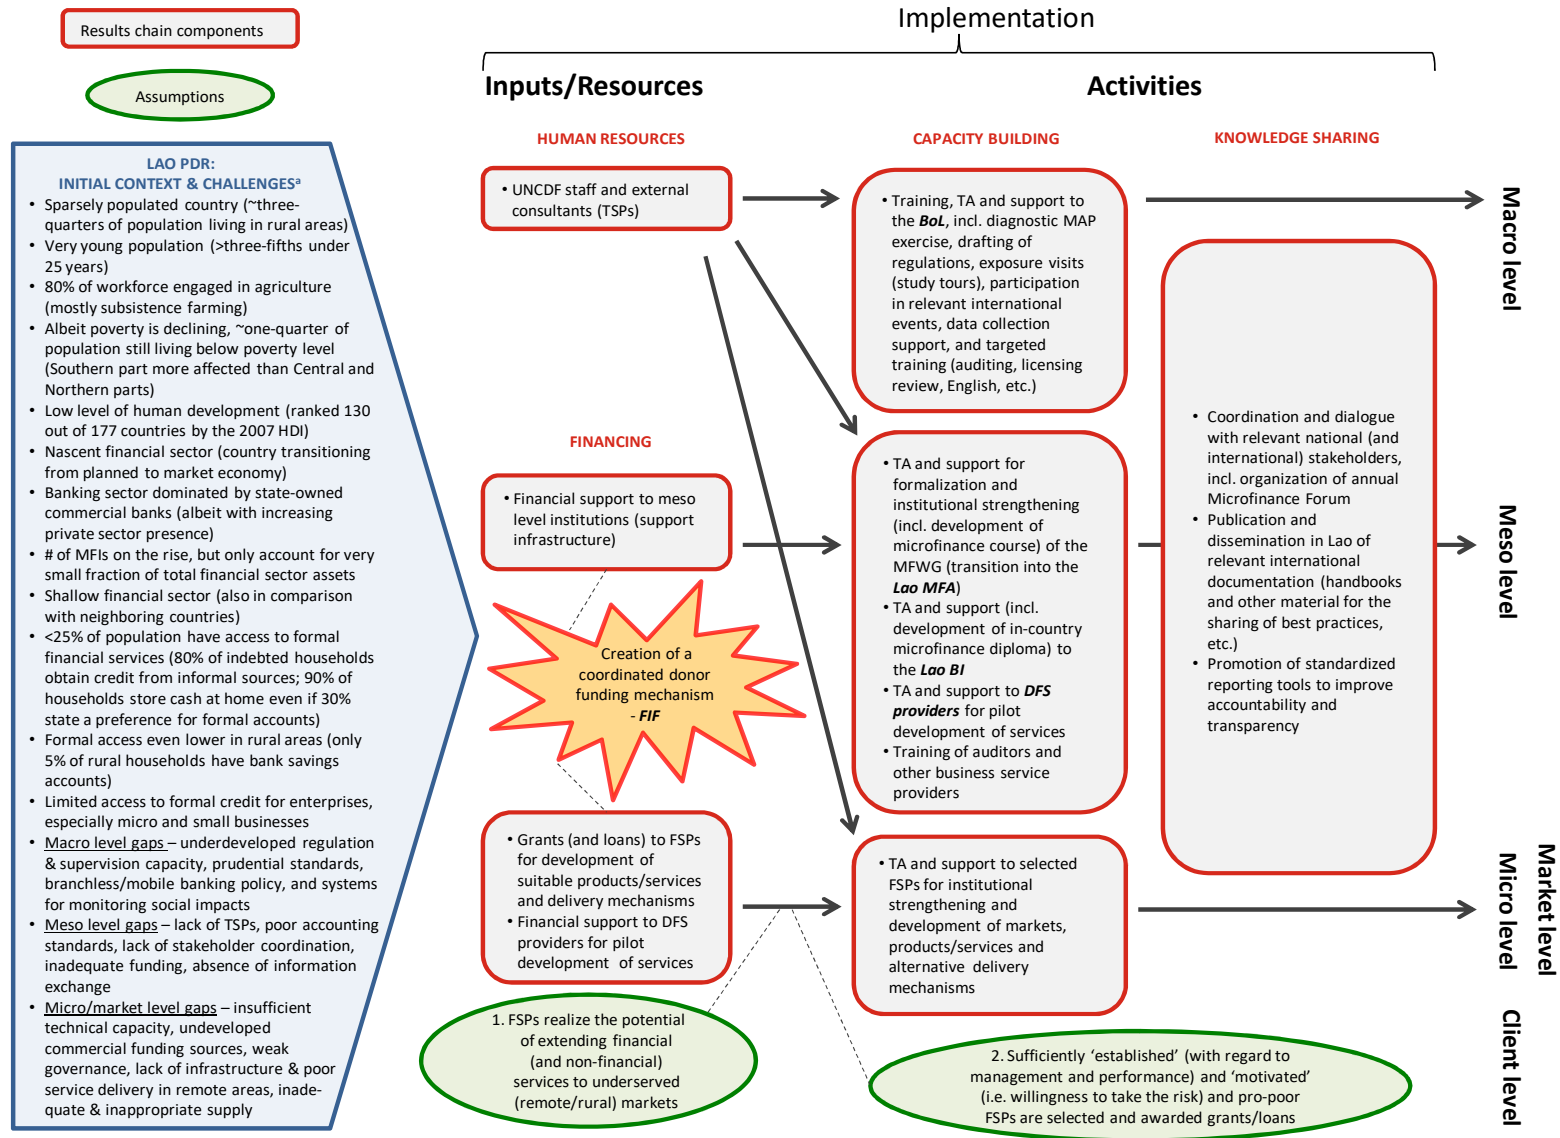 Results chain components
Assumptions
Implementation
Inputs/Resources
Activities
HUMAN RESOURCES
CAPACITY BUILDING
KNOWLEDGE SHARING
LAO PDR:
INITIAL CONTEXT & CHALLENGESᵃ
• Sparsely populated country (~three-
quarters of population living in rural areas)
• Very young population (>three-fifths under
25 years)
• 80% of workforce engaged in agriculture
(mostly subsistence farming)
• Albeit poverty is declining, ~one-quarter of
population still living below poverty level
(Southern part more affected than Central and
Northern parts)
• Low level of human development (ranked 130
out of 177 countries by the 2007 HDI)
• Nascent financial sector (country transitioning
from planned to market economy)
• Banking sector dominated by state-owned
commercial banks (albeit with increasing
private sector presence)
• # of MFIs on the rise, but only account for very
small fraction of total financial sector assets
• Shallow financial sector (also in comparison
with neighboring countries)
• <25% of population have access to formal
financial services (80% of indebted households
obtain credit from informal sources; 90% of
households store cash at home even if 30%
state a preference for formal accounts)
• Formal access even lower in rural areas (only
5% of rural households have bank savings
accounts)
• Limited access to formal credit for enterprises,
especially micro and small businesses
• Macro level gaps – underdeveloped regulation
& supervision capacity, prudential standards,
branchless/mobile banking policy, and systems
for monitoring social impacts
• Meso level gaps – lack of TSPs, poor accounting
standards, lack of stakeholder coordination,
inadequate funding, absence of information
exchange
• Micro/market level gaps – insufficient
technical capacity, undeveloped
commercial funding sources, weak
governance, lack of infrastructure & poor
service delivery in remote areas, inade-
quate & inappropriate supply
• UNCDF staff and external
consultants (TSPs)
FINANCING
• Financial support to meso
level institutions (support
infrastructure)
Creation of a
coordinated donor
funding mechanism
- FIF
• Grants (and loans) to FSPs
for development of
suitable products/services
and delivery mechanisms
• Financial support to DFS
providers for pilot
development of services
1. FSPs realize the potential
of extending financial
(and non-financial)
services to underserved
(remote/rural) markets
• Training, TA and support to
the BoL, incl. diagnostic MAP
exercise, drafting of
regulations, exposure visits
(study tours), participation
in relevant international
events, data collection
support, and targeted
training (auditing, licensing
review, English, etc.)
• TA and support for
formalization and
institutional strengthening
(incl. development of
microfinance course) of the
MFWG (transition into the
Lao MFA)
• TA and support (incl.
development of in-country
microfinance diploma) to
the Lao BI
• TA and support to DFS
providers for pilot
development of services
• Training of auditors and
other business service
providers
• TA and support to selected
FSPs for institutional
strengthening and
development of markets,
products/services and
alternative delivery
mechanisms
2. Sufficiently ‘established’ (with regard to
management and performance) and ‘motivated’
(i.e. willingness to take the risk) and pro-poor
FSPs are selected and awarded grants/loans
• Coordination and dialogue
with relevant national (and
international) stakeholders,
incl. organization of annual
Microfinance Forum
• Publication and
dissemination in Lao of
relevant international
documentation (handbooks
and other material for the
sharing of best practices,
etc.)
• Promotion of standardized
reporting tools to improve
accountability and
transparency
Macro level
Meso level
Market level
Micro level
Client level